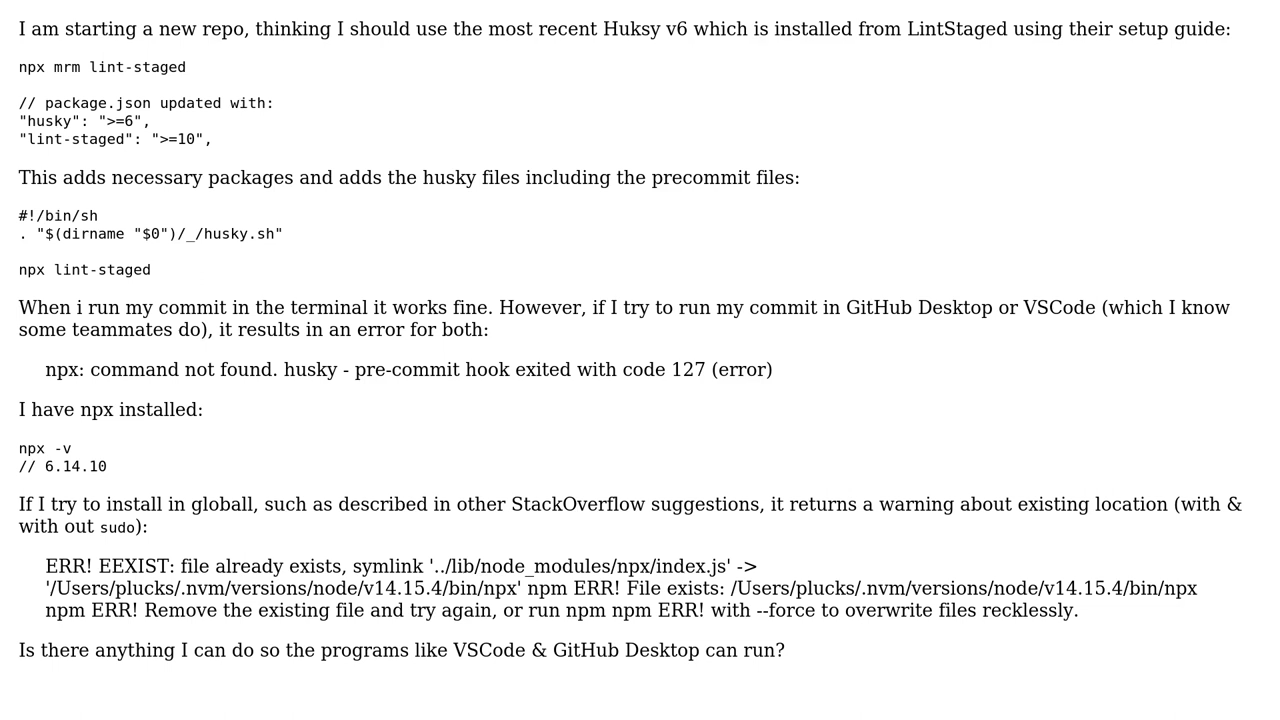 I am starting a new repo, thinking I should use the most recent Huksy v6 which is installed from LintStaged using their setup guide:
npx mrm lint-staged
// package.json updated with:
"husky": ">=6",
"lint-staged": ">=10",
This adds necessary packages and adds the husky files including the precommit files:
#!/bin/sh
. "$(dirname "$0")/_/husky.sh"
npx lint-staged
When i run my commit in the terminal it works fine. However, if I try to run my commit in GitHub Desktop or VSCode (which I know
some teammates do), it results in an error for both:
npx: command not found. husky - pre-commit hook exited with code 127 (error)
I have npx installed:
npx -v
// 6.14.10
If I try to install in globall, such as described in other StackOverflow suggestions, it returns a warning about existing location (with &
with out sudo):
ERR! EEXIST: file already exists, symlink '../lib/node_modules/npx/index.js' ->
'/Users/plucks/.nvm/versions/node/v14.15.4/bin/npx' npm ERR! File exists: /Users/plucks/.nvm/versions/node/v14.15.4/bin/npx
npm ERR! Remove the existing file and try again, or run npm npm ERR! with --force to overwrite files recklessly.
Is there anything I can do so the programs like VSCode & GitHub Desktop can run?